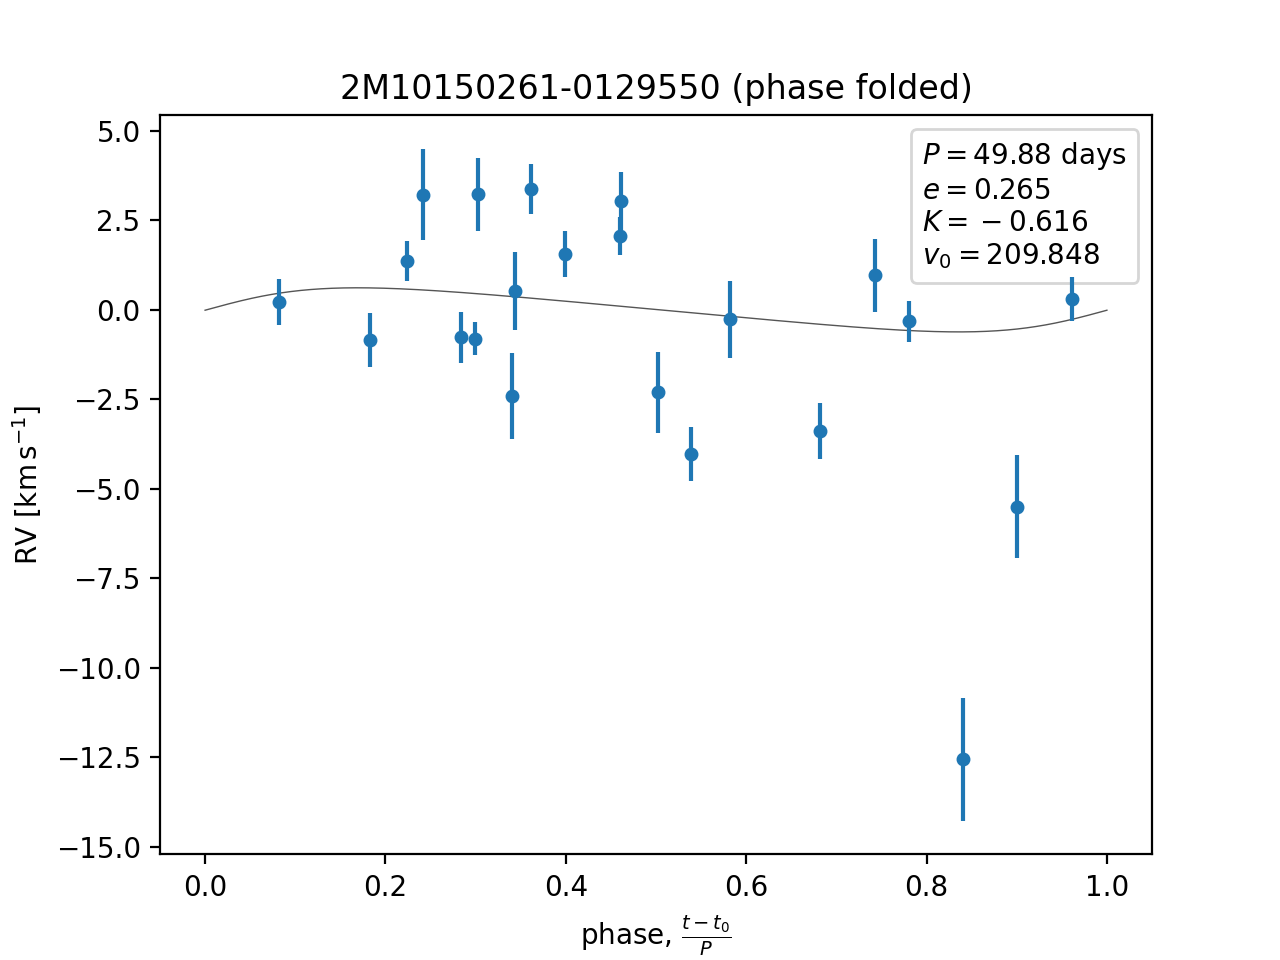 2M10150261-0129550 (phase folded)
P = 49.88 days
e = 0.265
K = −0.616
v₀ = 209.848
RV [km s⁻¹]
5.0
2.5
0.0
−2.5
−5.0
−7.5
−10.0
−12.5
−15.0
0.0 0.2 0.4 0.6 0.8 1.0
phase, (t − t₀)/P